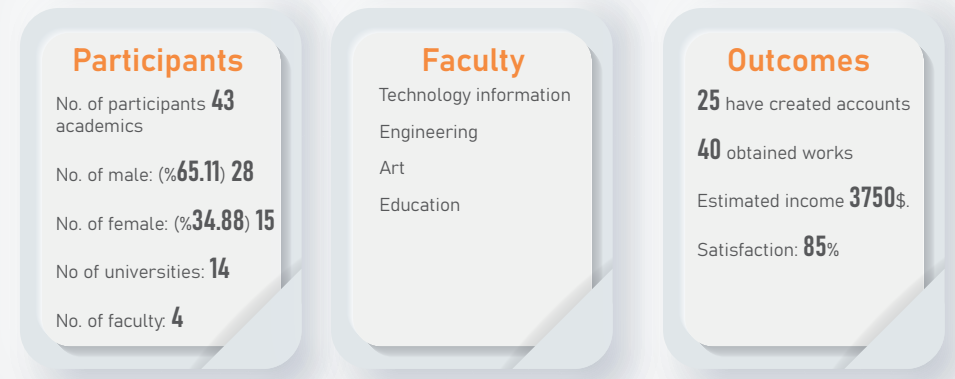 Participants
No. of participants 43
academics
No. of male: (%65.11) 28
No. of female: (%34.88) 15
No of universities: 14
No. of faculty: 4
Faculty
Technology information
Engineering
Art
Education
Outcomes
25 have created accounts
40 obtained works
Estimated income 3750$.
Satisfaction: 85%